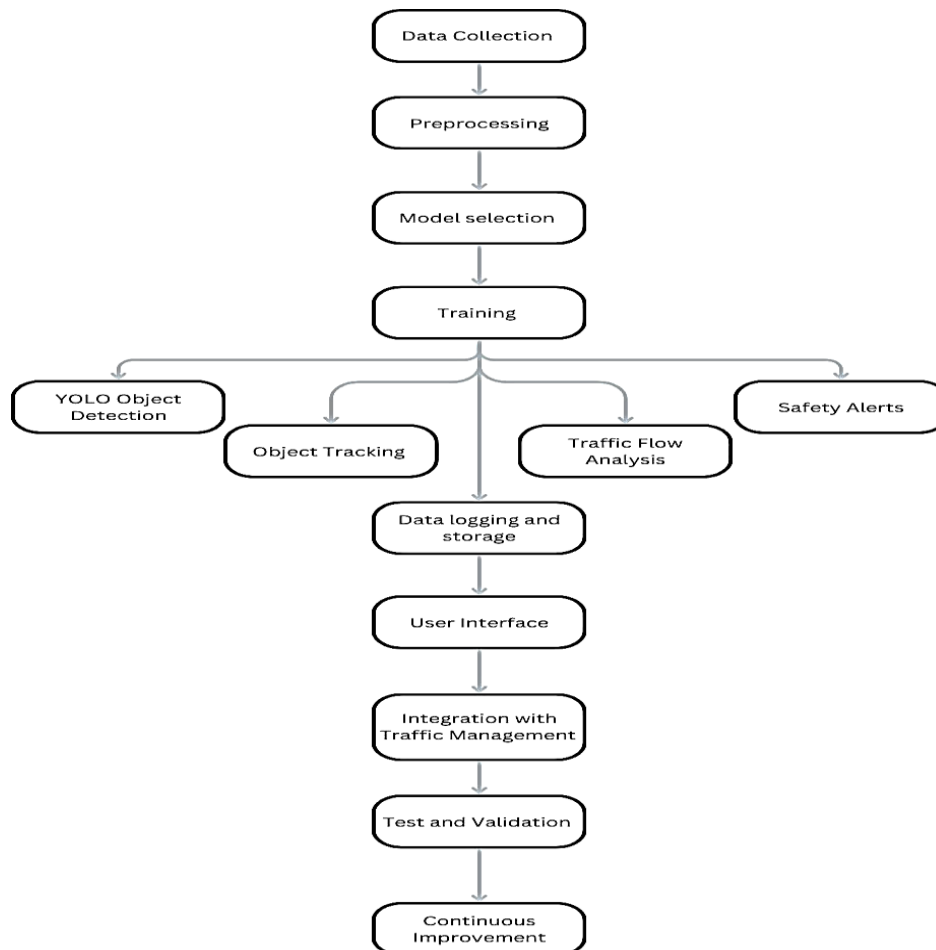 Data Collection
Preprocessing
Model selection
Training
YOLO Object
Detection
Safety Alerts
Object Tracking
Traffic Flow
Analysis
Data logging and
storage
User Interface
Integration with
Traffic Management
Test and Validation
Continuous
Improvement